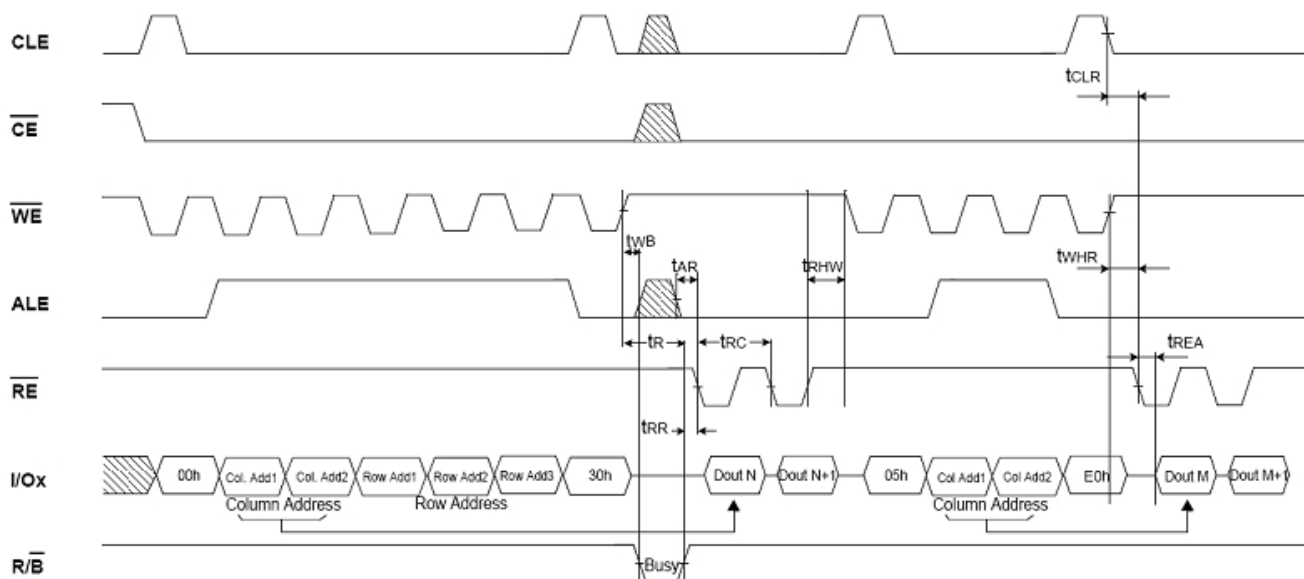 CLE
tCLR
CE
WE
tWB
tAR
tRHW
tWHR
ALE
tR
tRC
tREA
RE
tRR
I/Ox
00h
Col. Add1
Col. Add2
Row Add1
Row Add2
Row Add3
30h
Dout N
Dout N+1
05h
Col Add1
Col Add2
E0h
Dout M
Dout M+1
Column Address
Row Address
Column Address
R/B
Busy